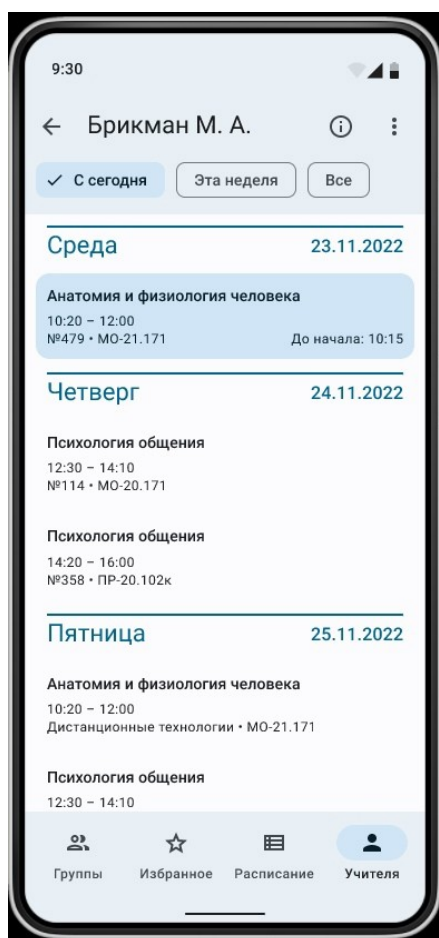 9:30
Брикман М. А.
С сегодня Эта неделя Все
Среда 23.11.2022
Анатомия и физиология человека
10:20 – 12:00
№479 • МО-21.171 До начала: 10:15
Четверг 24.11.2022
Психология общения
12:30 – 14:10
№114 • МО-20.171
Психология общения
14:20 – 16:00
№358 • ПР-20.102к
Пятница 25.11.2022
Анатомия и физиология человека
10:20 – 12:00
Дистанционные технологии • МО-21.171
Психология общения
12:30 – 14:10
Группы Избранное Расписание Учителя